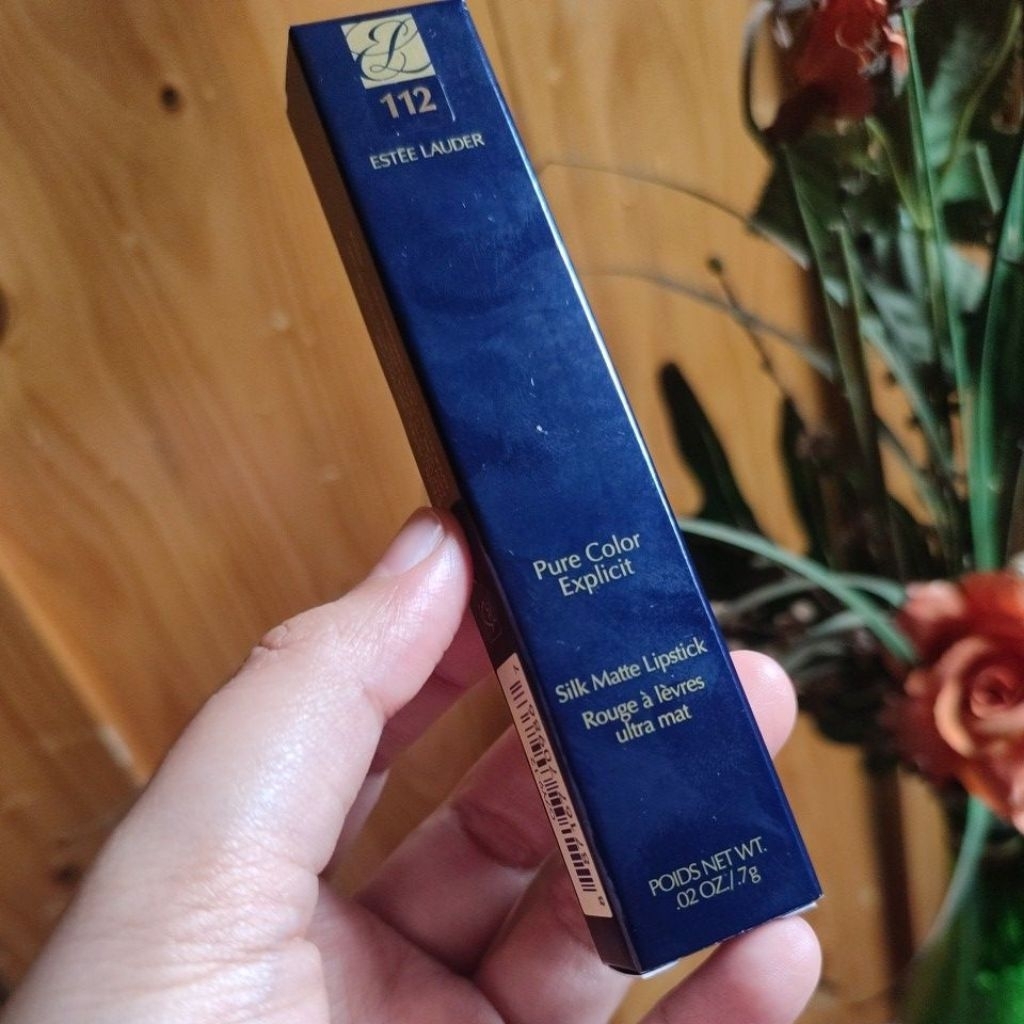 112
ESTĒE LAUDER
Pure Color
Explicit
Silk Matte Lipstick
Rouge à lèvres
ultra mat
POIDS NET WT.
.02 OZ./.7g